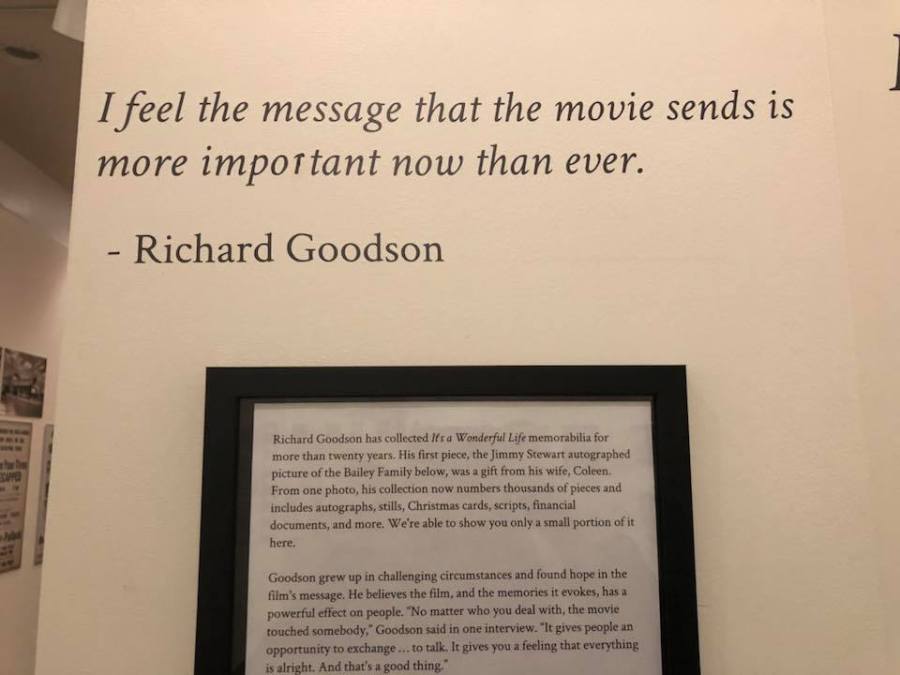 I feel the message that the movie sends is
more important now than ever.
- Richard Goodson
Richard Goodson has collected It's a Wonderful Life memorabilia for
more than twenty years. His first piece, the Jimmy Stewart autographed
picture of the Bailey Family below, was a gift from his wife, Coleen.
From one photo, his collection now numbers thousands of pieces and
includes autographs, stills, Christmas cards, scripts, financial
documents, and more. We're able to show you only a small portion of it
here.
Goodson grew up in challenging circumstances and found hope in the
film's message. He believes the film, and the memories it evokes, has a
powerful effect on people. "No matter who you deal with, the movie
touched somebody," Goodson said in one interview. "It gives people an
opportunity to exchange ... to talk. It gives you a feeling that everything
is alright. And that's a good thing."